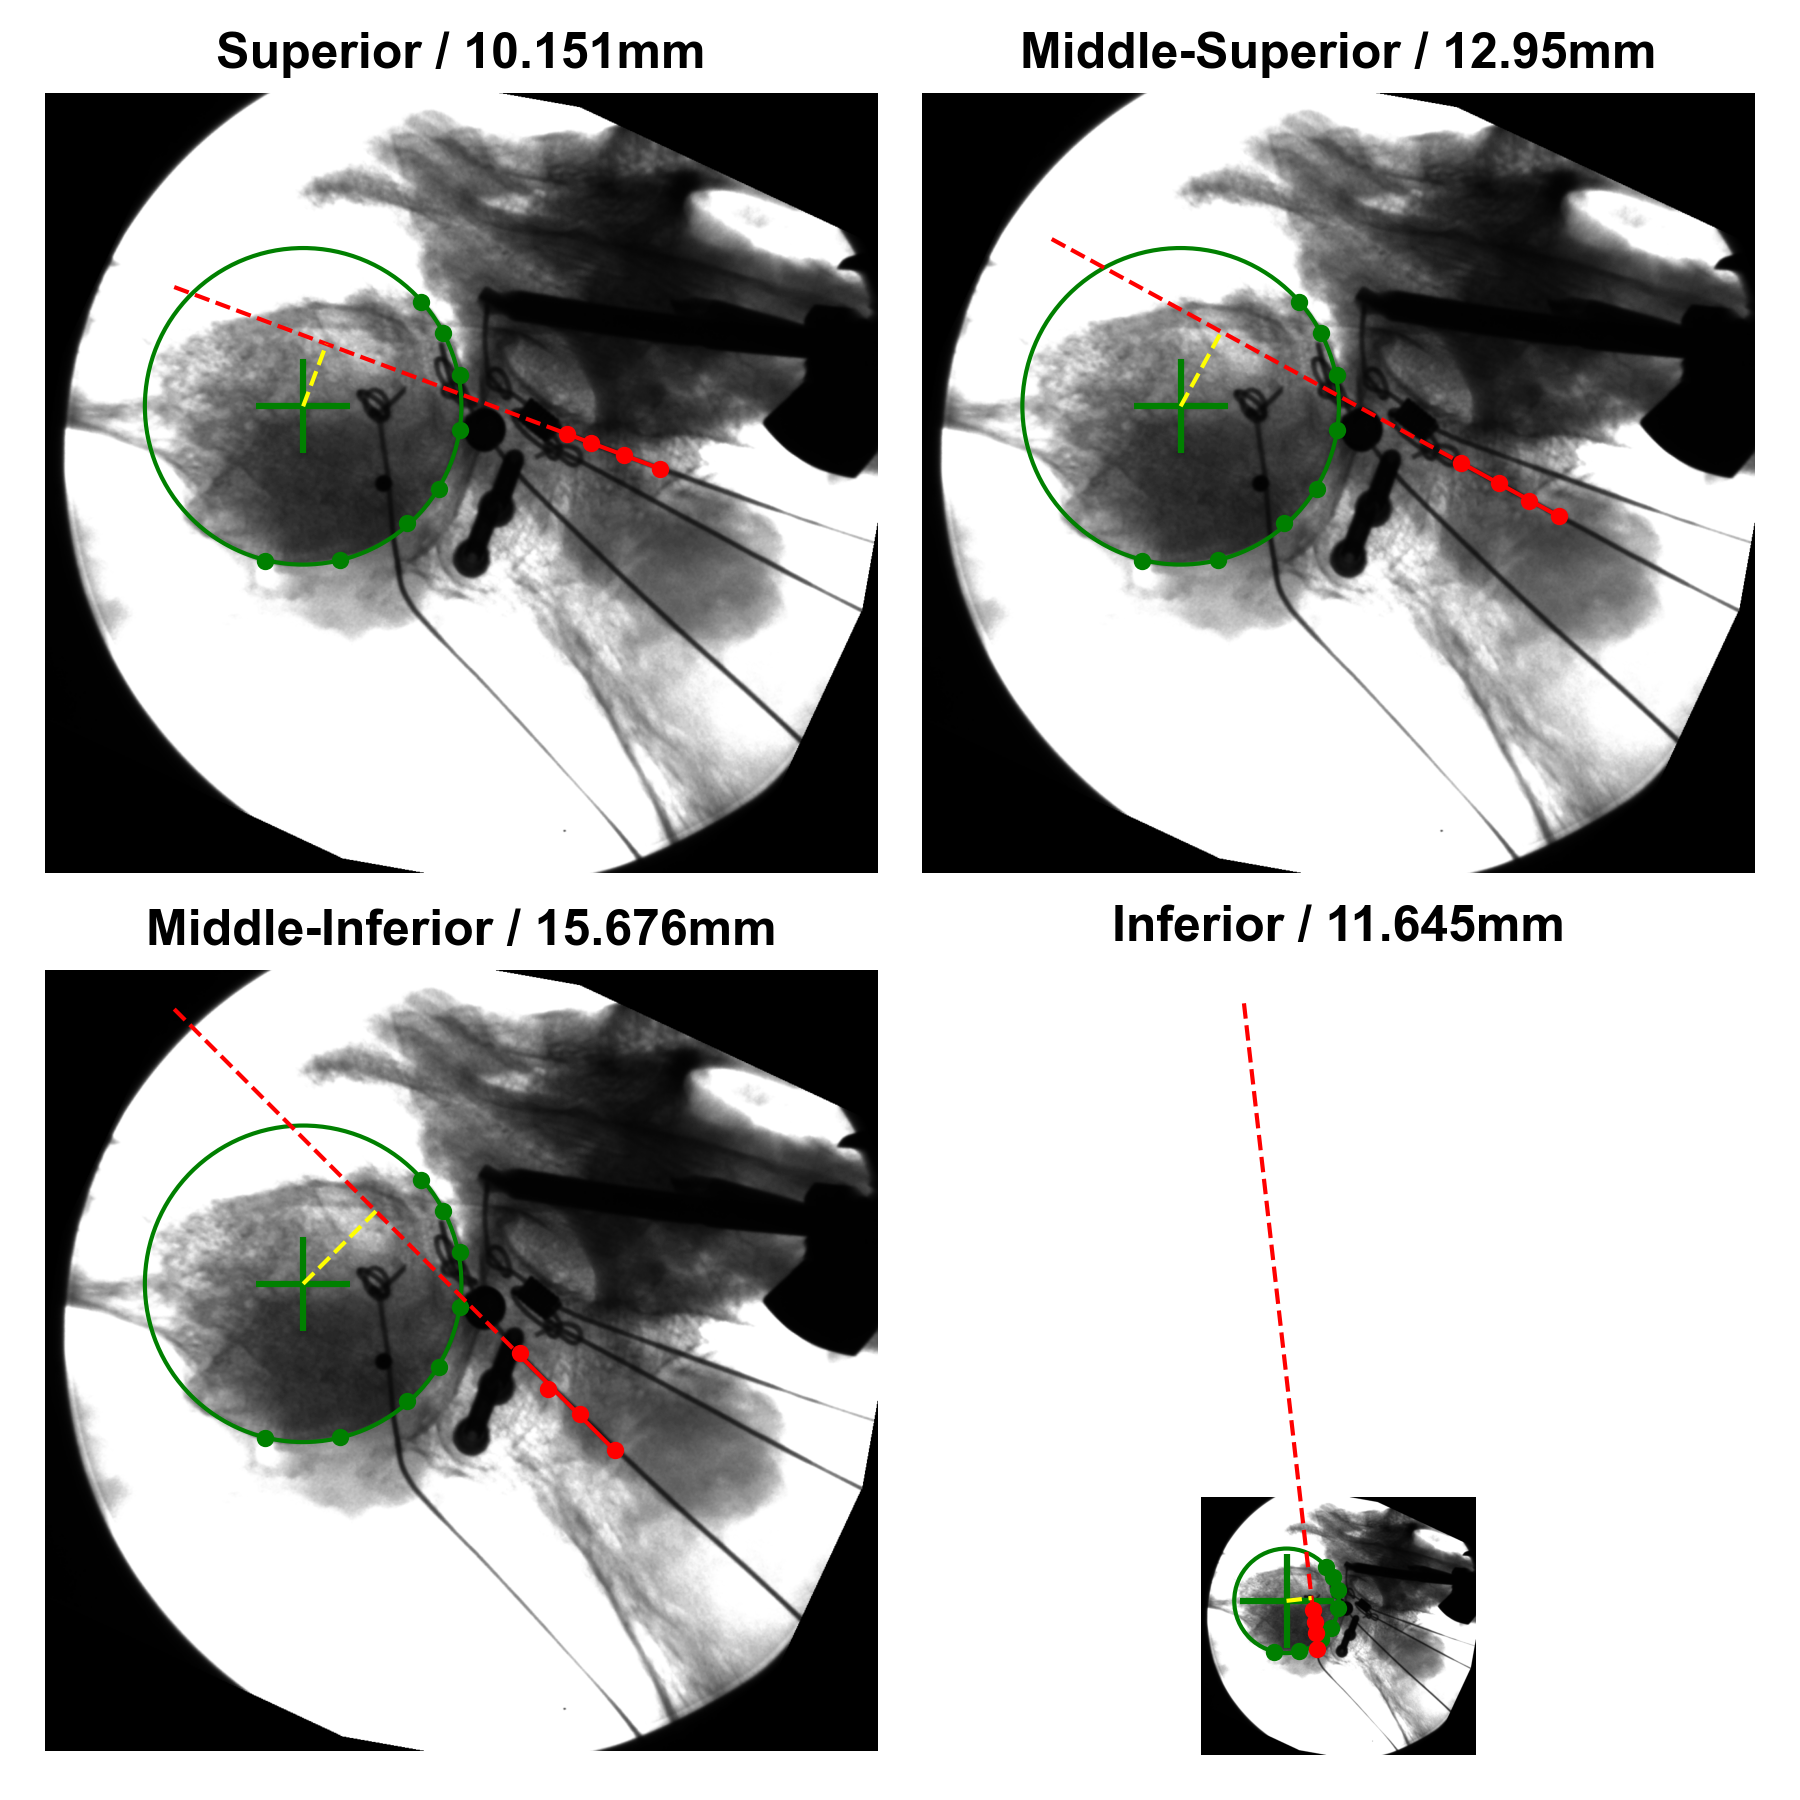 Superior / 10.151mm
Middle-Superior / 12.95mm
Middle-Inferior / 15.676mm
Inferior / 11.645mm